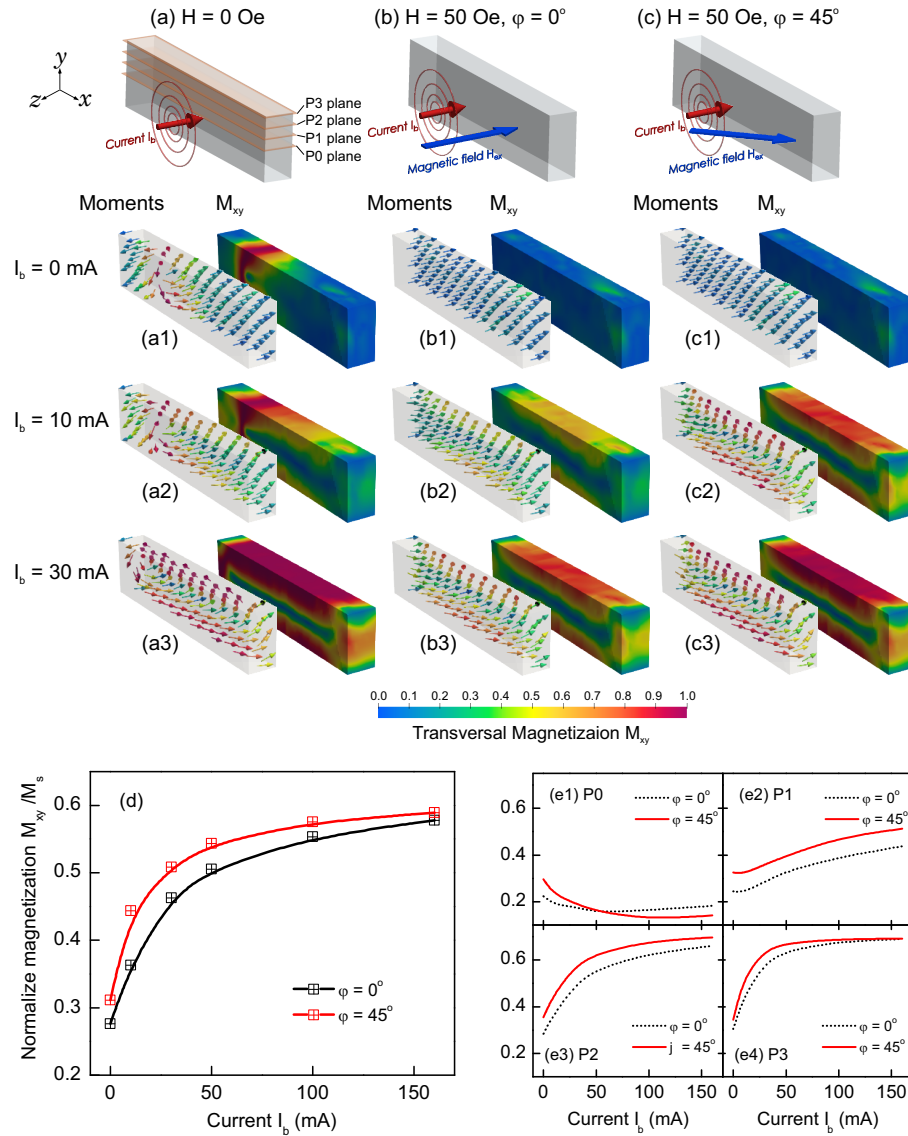 (a) H = 0 Oe
(b) H = 50 Oe, φ = 0°
(c) H = 50 Oe, φ = 45°
y
z
x
P3 plane
P2 plane
P1 plane
P0 plane
Current I_b
Current I_b
Magnetic field H_ex
Current I_b
Magnetic field H_ex
Moments M_xy
Moments M_xy
Moments M_xy
I_b = 0 mA
(a1)
(b1)
(c1)
I_b = 10 mA
(a2)
(b2)
(c2)
I_b = 30 mA
(a3)
(b3)
(c3)
0.0 0.1 0.2 0.3 0.4 0.5 0.6 0.7 0.8 0.9 1.0
Transversal Magnetizaion M_xy
(d)
Normalize magnetization M_xy /M_s
0.6
0.5
0.4
0.3
0.2
φ = 0°
φ = 45°
0 50 100 150
Current I_b (mA)
(e1) P0
φ = 0°
φ = 45°
(e2) P1
φ = 0°
φ = 45°
0.6
0.4
0.2
(e3) P2
φ = 0°
j = 45°
(e4) P3
φ = 0°
φ = 45°
0.6
0.4
0.2
0 50 100 150
0 50 100 150
Current I_b (mA)